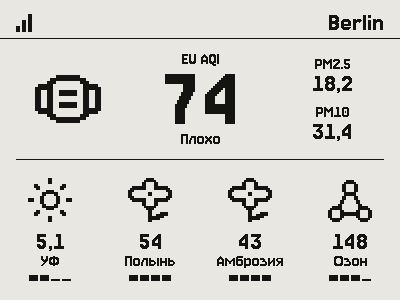 Berlin
EU AQI
74
Плохо
PM2.5
18,2
PM10
31,4
5,1
УФ
54
Полынь
43
Амброзия
148
Озон